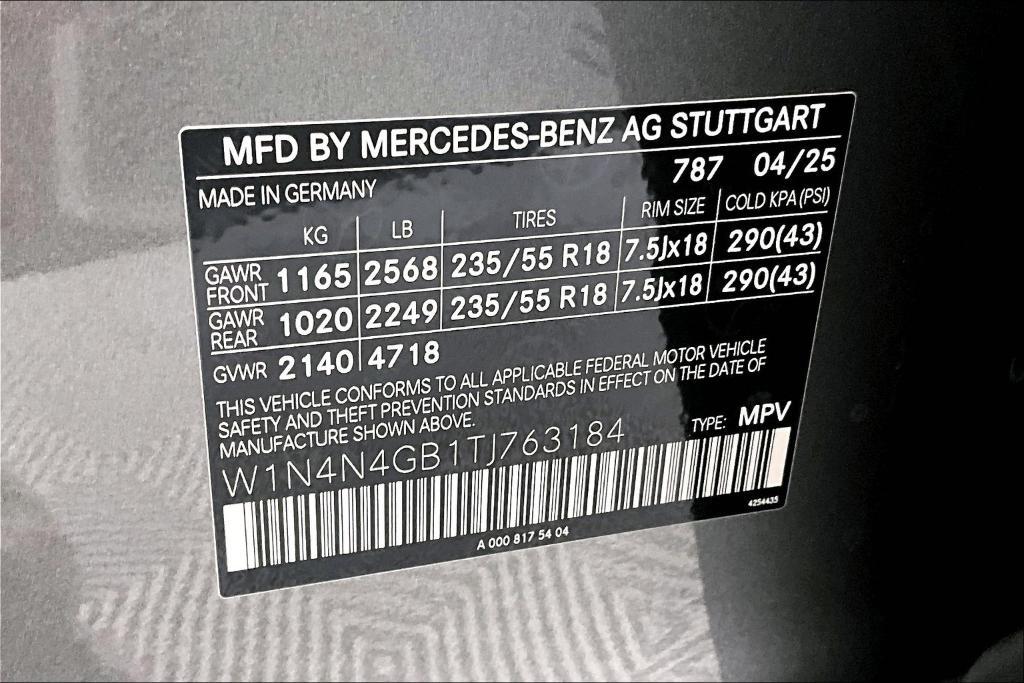 MFD BY MERCEDES-BENZ AG STUTTGART
787 04/25
MADE IN GERMANY
KG LB TIRES RIM SIZE COLD KPA (PSI)
GAWR FRONT 1165 2568 235/55 R18 7.5Jx18 290(43)
GAWR REAR 1020 2249 235/55 R18 7.5Jx18 290(43)
GVWR 2140 4718
THIS VEHICLE CONFORMS TO ALL APPLICABLE FEDERAL MOTOR VEHICLE
SAFETY AND THEFT PREVENTION STANDARDS IN EFFECT ON THE DATE OF
MANUFACTURE SHOWN ABOVE.
TYPE: MPV
W1N4N4GB1TJ763184
4254435
A 000 817 54 04